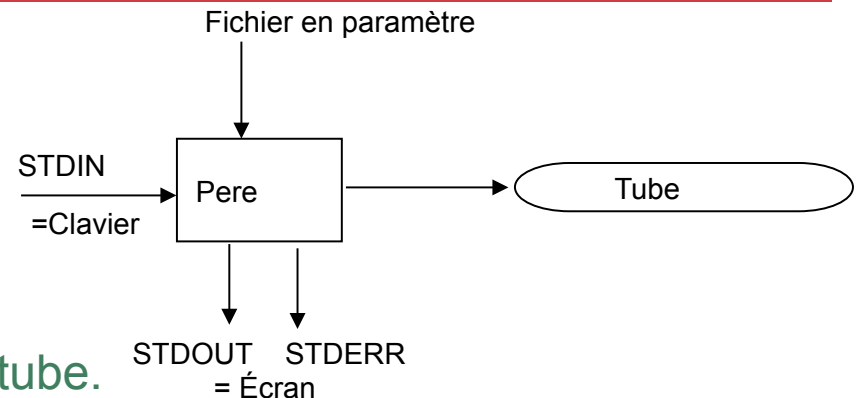 Fichier en paramètre
STDIN
=Clavier
Pere
Tube
tube.
STDOUT STDERR
= Écran